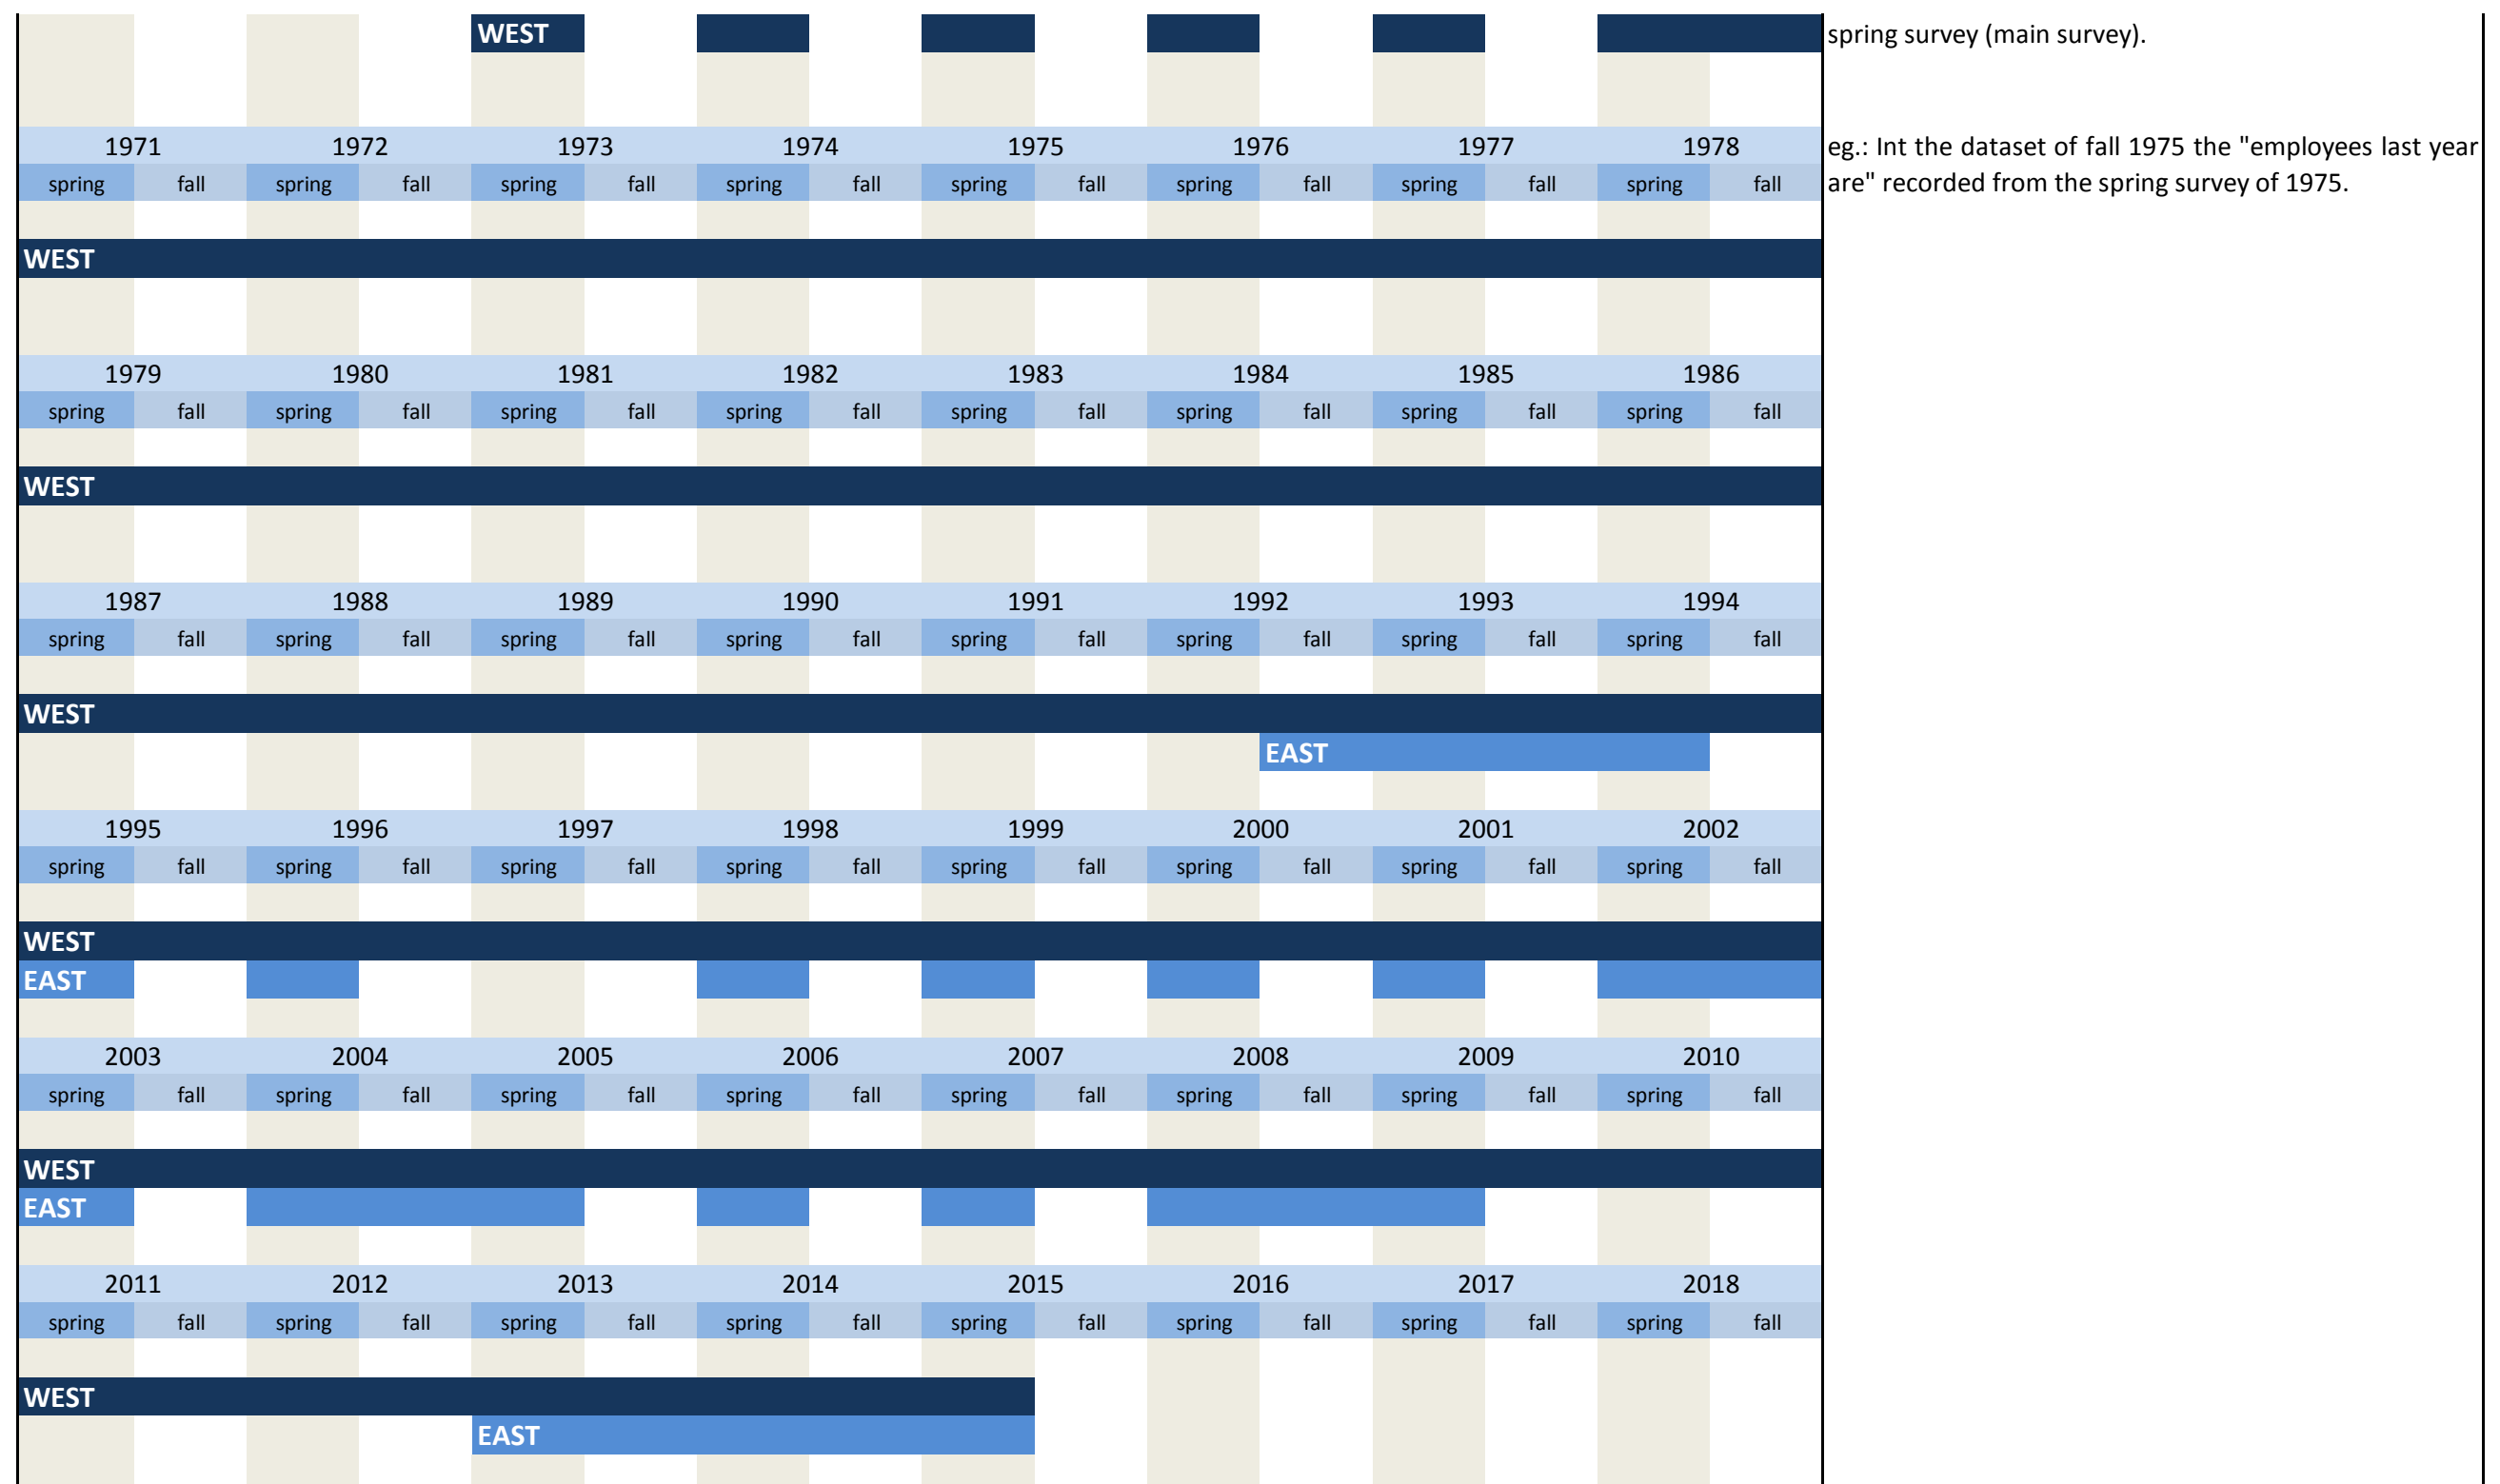 WEST
spring survey (main survey).
1971 1972 1973 1974 1975 1976 1977 1978
eg.: Int the dataset of fall 1975 the "employees last year
spring fall spring fall spring fall spring fall spring fall spring fall spring fall spring fall
are" recorded from the spring survey of 1975.
WEST
1979 1980 1981 1982 1983 1984 1985 1986
spring fall spring fall spring fall spring fall spring fall spring fall spring fall spring fall
WEST
1987 1988 1989 1990 1991 1992 1993 1994
spring fall spring fall spring fall spring fall spring fall spring fall spring fall spring fall
WEST
EAST
1995 1996 1997 1998 1999 2000 2001 2002
spring fall spring fall spring fall spring fall spring fall spring fall spring fall spring fall
WEST
EAST
2003 2004 2005 2006 2007 2008 2009 2010
spring fall spring fall spring fall spring fall spring fall spring fall spring fall spring fall
WEST
EAST
2011 2012 2013 2014 2015 2016 2017 2018
spring fall spring fall spring fall spring fall spring fall spring fall spring fall spring fall
WEST
EAST